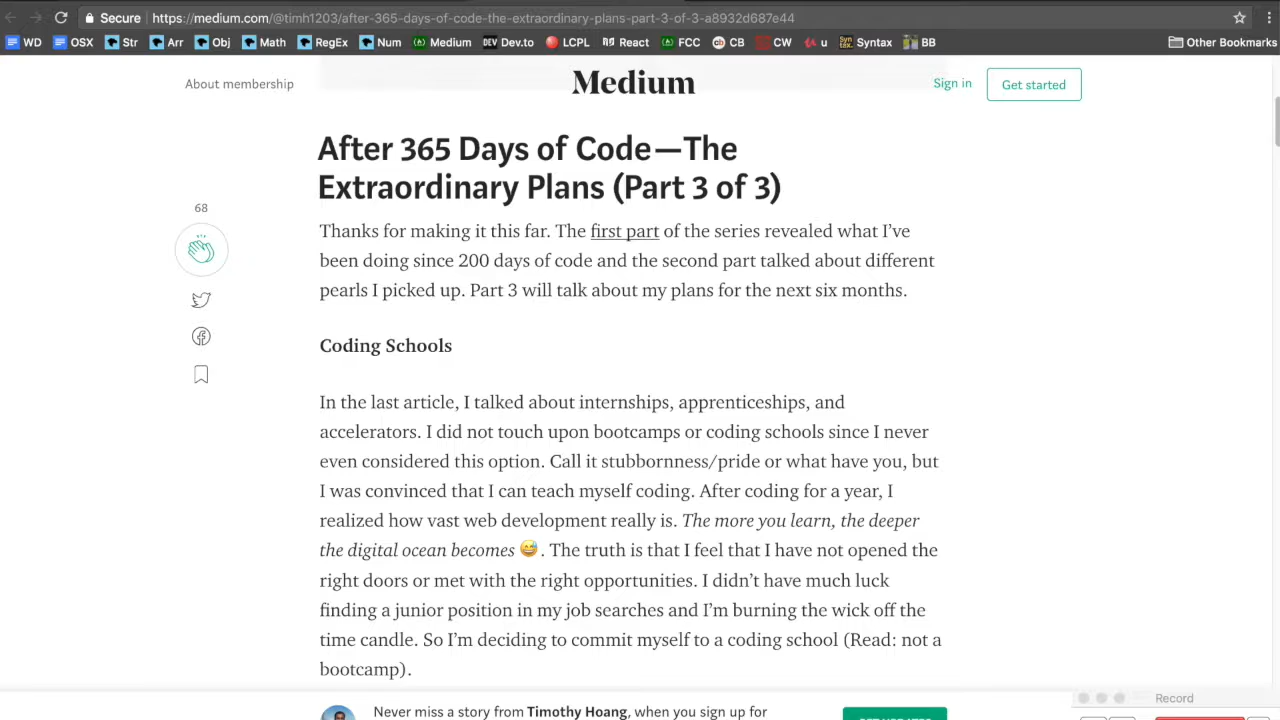 Secure https://medium.com/@timh1203/after-365-days-of-code-the-extraordinary-plans-part-3-of-3-a8932d687e44
WD OSX Str Arr Obj Math RegEx Num Medium DEV Dev.to LCPL React FCC cb CB CW u Syntax BB Other Bookmarks
About membership Medium Sign in Get started
After 365 Days of Code—The
Extraordinary Plans (Part 3 of 3)
68
Thanks for making it this far. The first part of the series revealed what I've
been doing since 200 days of code and the second part talked about different
pearls I picked up. Part 3 will talk about my plans for the next six months.
Coding Schools
In the last article, I talked about internships, apprenticeships, and
accelerators. I did not touch upon bootcamps or coding schools since I never
even considered this option. Call it stubbornness/pride or what have you, but
I was convinced that I can teach myself coding. After coding for a year, I
realized how vast web development really is. The more you learn, the deeper
the digital ocean becomes 😅. The truth is that I feel that I have not opened the
right doors or met with the right opportunities. I didn't have much luck
finding a junior position in my job searches and I'm burning the wick off the
time candle. So I'm deciding to commit myself to a coding school (Read: not a
bootcamp).
Record
Never miss a story from Timothy Hoang, when you sign up for